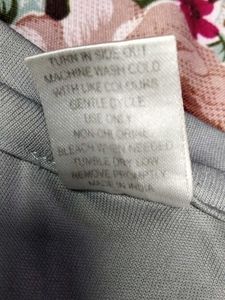 TURN IN SIDE OUT
MACHINE WASH COLD
WITH LIKE COLOURS
GENTLE CYCLE
USE ONLY
NON-CHLORINE
BLEACH WHEN NEEDED
TUMBLE DRY LOW
REMOVE PROMPTLY
MADE IN INDIA